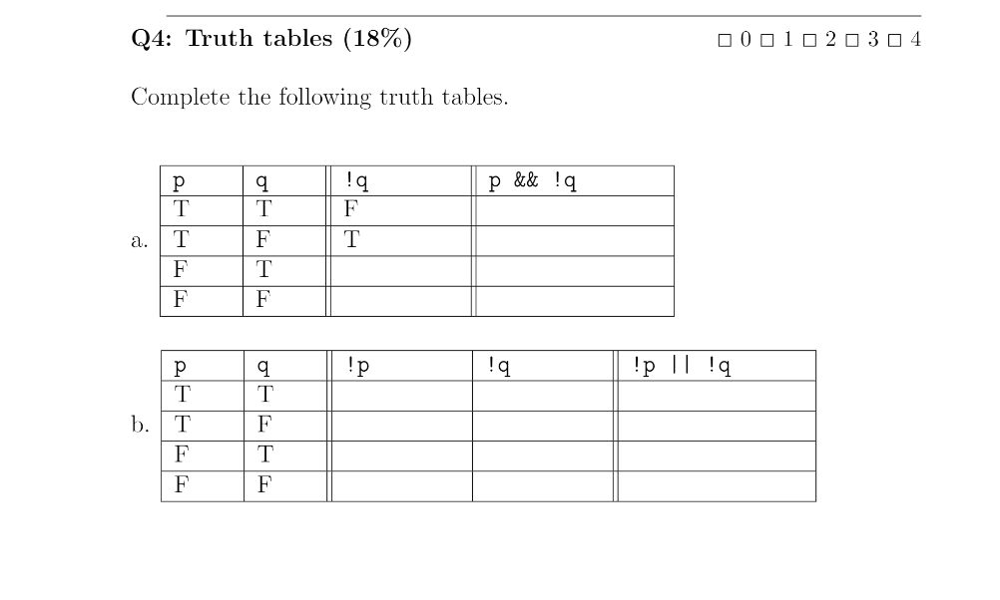 Q4: Truth tables (18%) □ 0 □ 1 □ 2 □ 3 □ 4
Complete the following truth tables.
p q !q p && !q
T T F
a. T F T
F T
F F
p q !p !q !p || !q
T T
b. T F
F T
F F